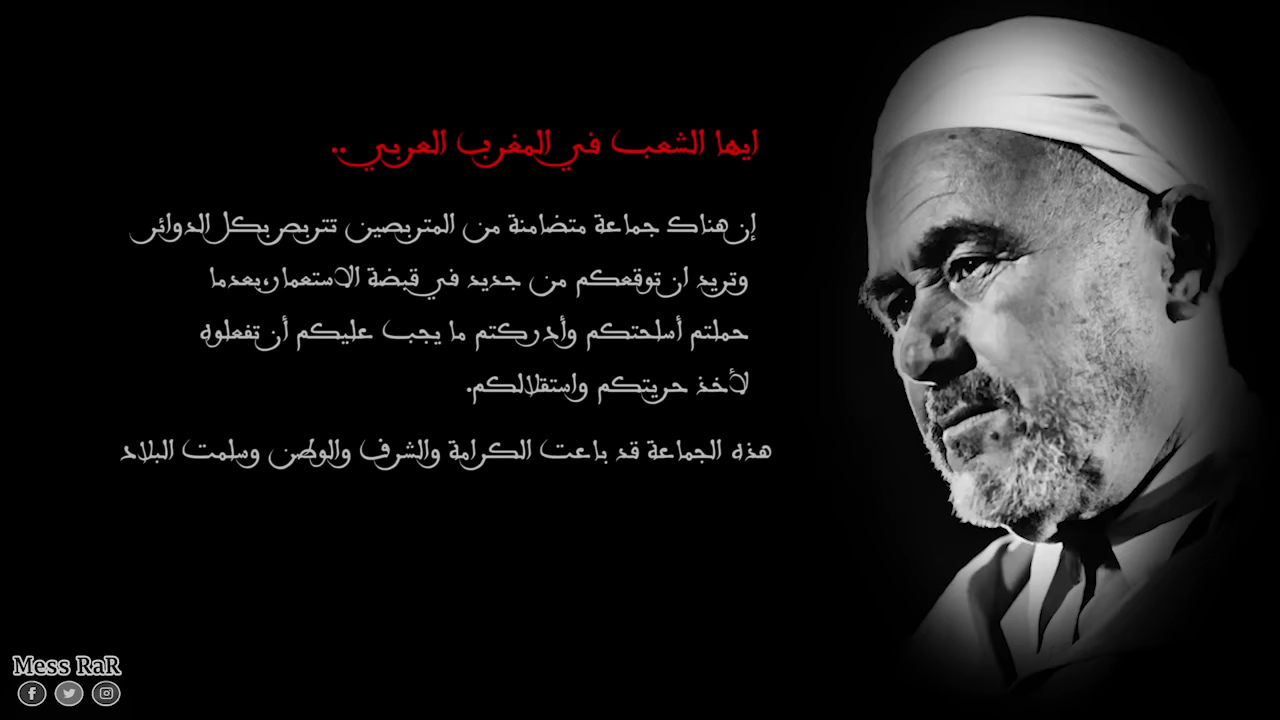 ايها الشعب في المغرب العربي..
إن هناك جماعة متضامنة من المتربصين تتربص بكل الدوائر
وتريد ان توقعكم من جديد في قبضة الاستعمار،بعدما
حملتم أسلحتكم وأدركتم ما يجب عليكم أن تفعلوه
لأخذ حريتكم واستقلالكم.
هذه الجماعة قد باعت الكرامة والشرف والوطن وسلمت البلاد
Mess RaR